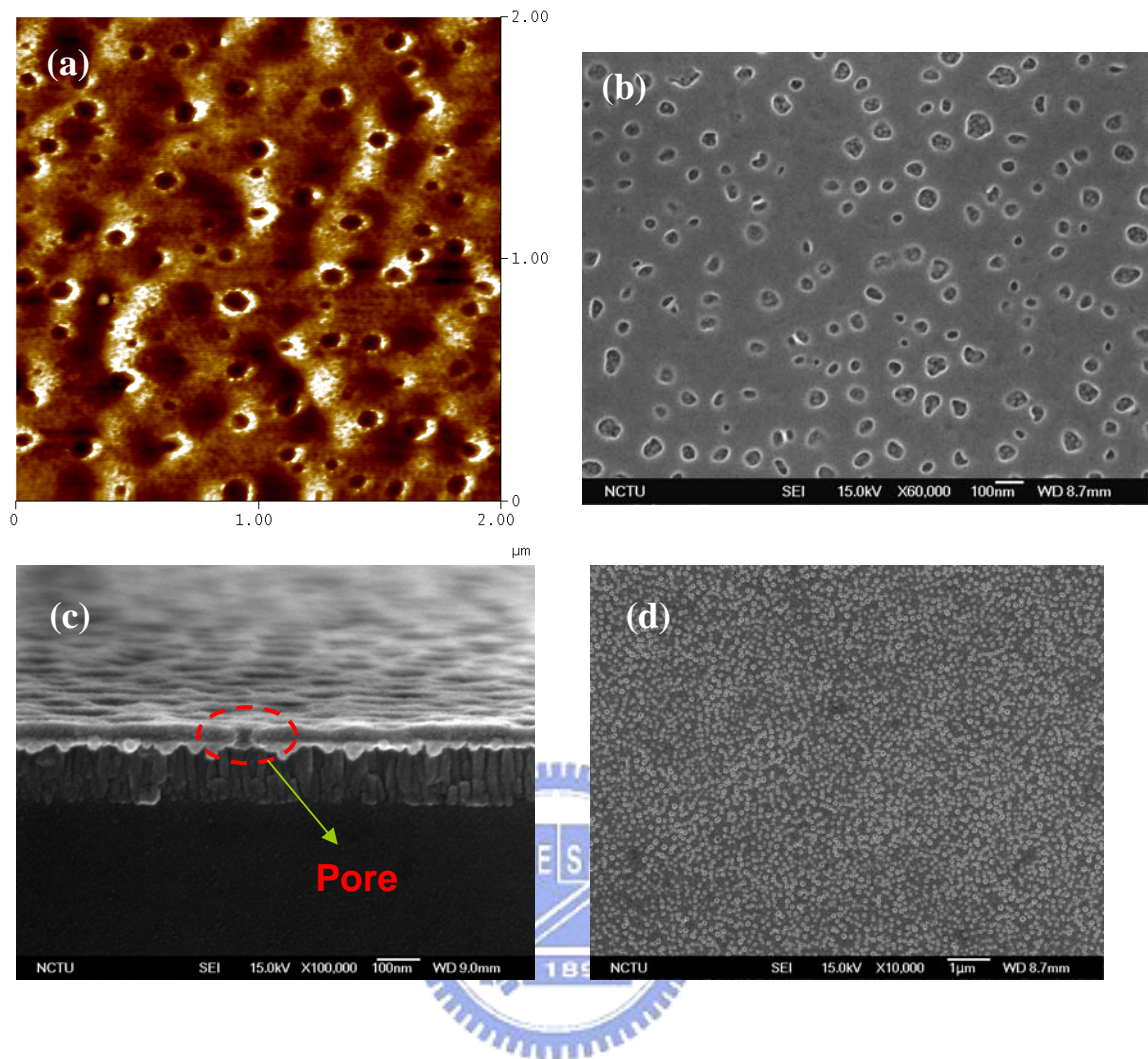 (a)
2.00
1.00
0
0
1.00
2.00
µm
(b)
NCTU SEI 15.0kV X60,000 100nm WD 8.7mm
(c)
Pore
NCTU SEI 15.0kV X100,000 100nm WD 9.0mm
(d)
NCTU SEI 15.0kV X10,000 1µm WD 8.7mm
E S
189